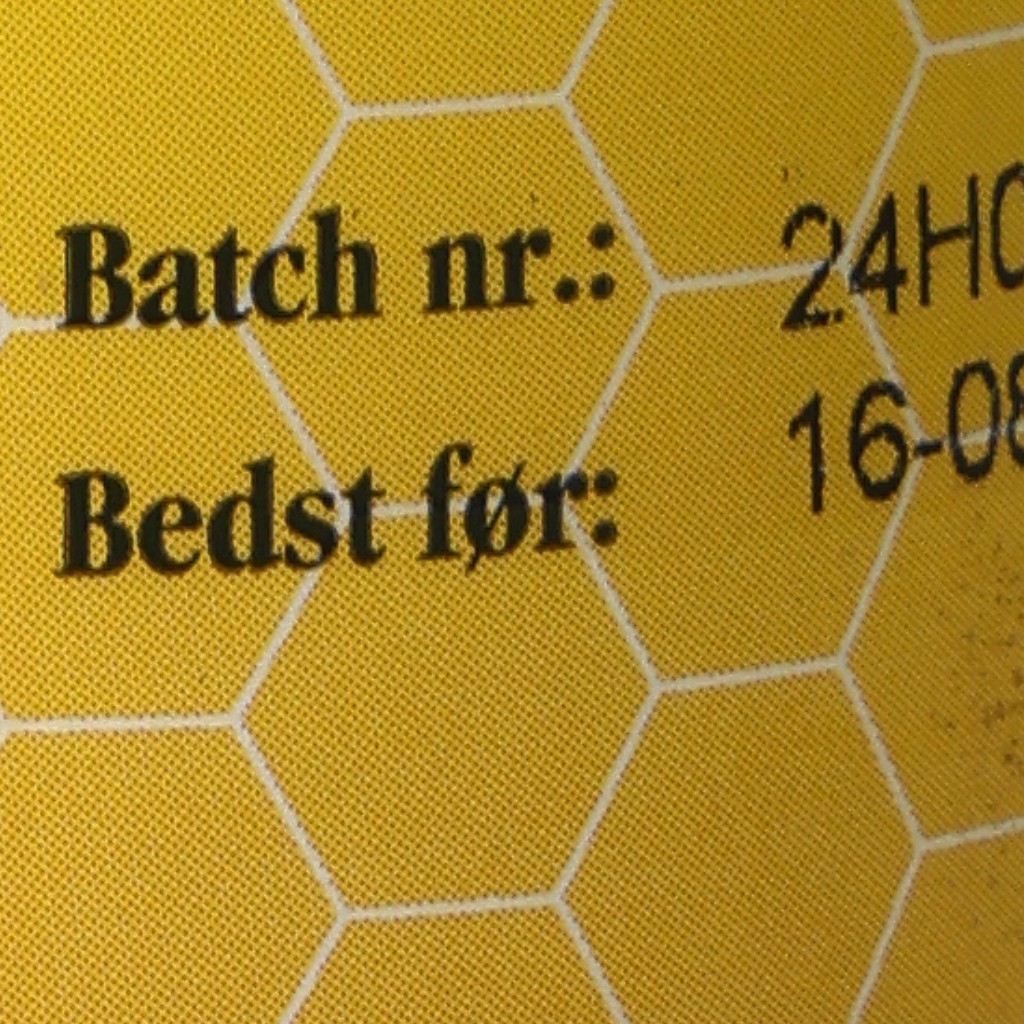 Batch nr.: 24H
Bedst før: 16-08